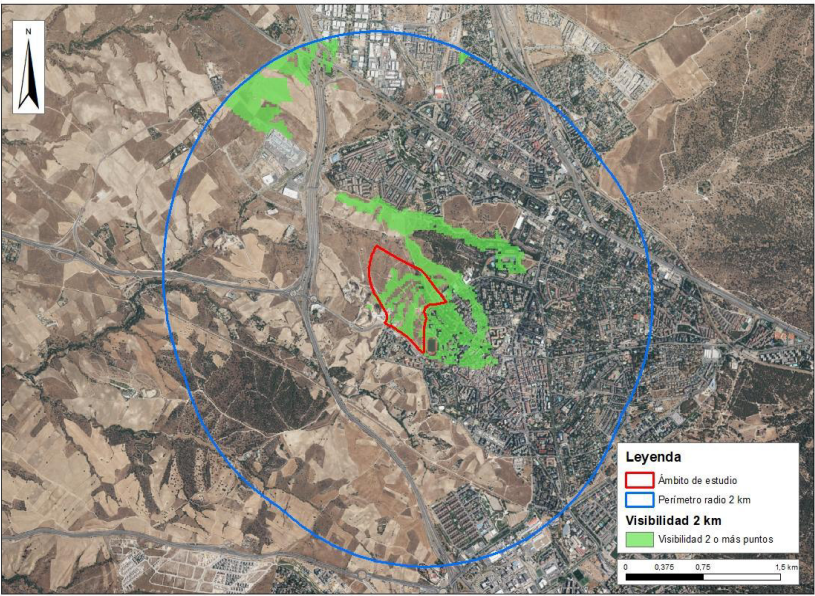 N
Leyenda
Ámbito de estudio
Perímetro radio 2 km
Visibilidad 2 km
Visibilidad 2 o más puntos
0 0,375 0,75 1,5 km